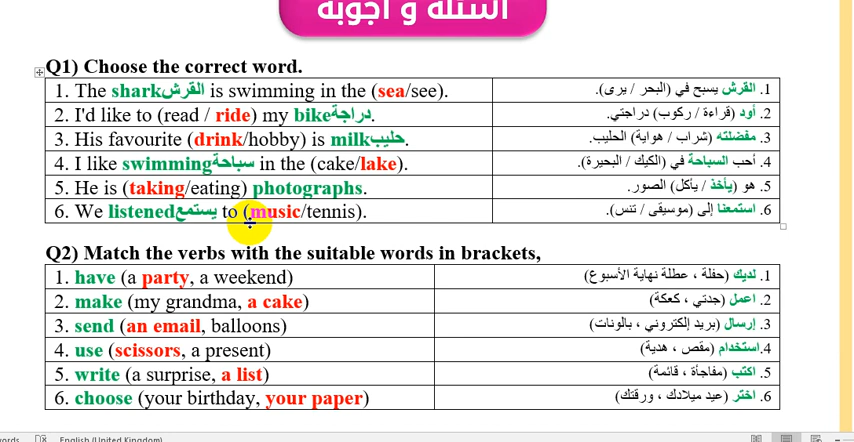 اسئلة و اجوبة
Q1) Choose the correct word.
1. The sharkالقرش is swimming in the (sea/see).
1. القرش يسبح في (البحر / يرى).
2. I'd like to (read / ride) my bikeدراجة.
2. أود (قراءة / ركوب) دراجتي.
3. His favourite (drink/hobby) is milkحليب.
3. مفضلته (شراب / هواية) الحليب.
4. I like swimmingسباحة in the (cake/lake).
4. أحب السباحة في (الكيك / البحيرة).
5. He is (taking/eating) photographs.
5. هو (يأخذ / يأكل) الصور.
6. We listenedيستمع to (music/tennis).
6. استمعنا إلى (موسيقى / تنس).
Q2) Match the verbs with the suitable words in brackets,
1. have (a party, a weekend)
1. لديك (حفلة ، عطلة نهاية الأسبوع)
2. make (my grandma, a cake)
2. اعمل (جدتي ، كعكة)
3. send (an email, balloons)
3. إرسال (بريد إلكتروني ، بالونات)
4. use (scissors, a present)
4.استخدام (مقص ، هدية)
5. write (a surprise, a list)
5. اكتب (مفاجأة ، قائمة)
6. choose (your birthday, your paper)
6. اختر (عيد ميلادك ، ورقتك)
words English (United Kingdom)